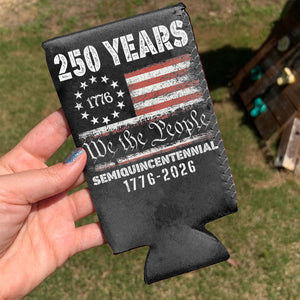 250 YEARS
1776
We the People
SEMIQUINCENTENNIAL
1776-2026